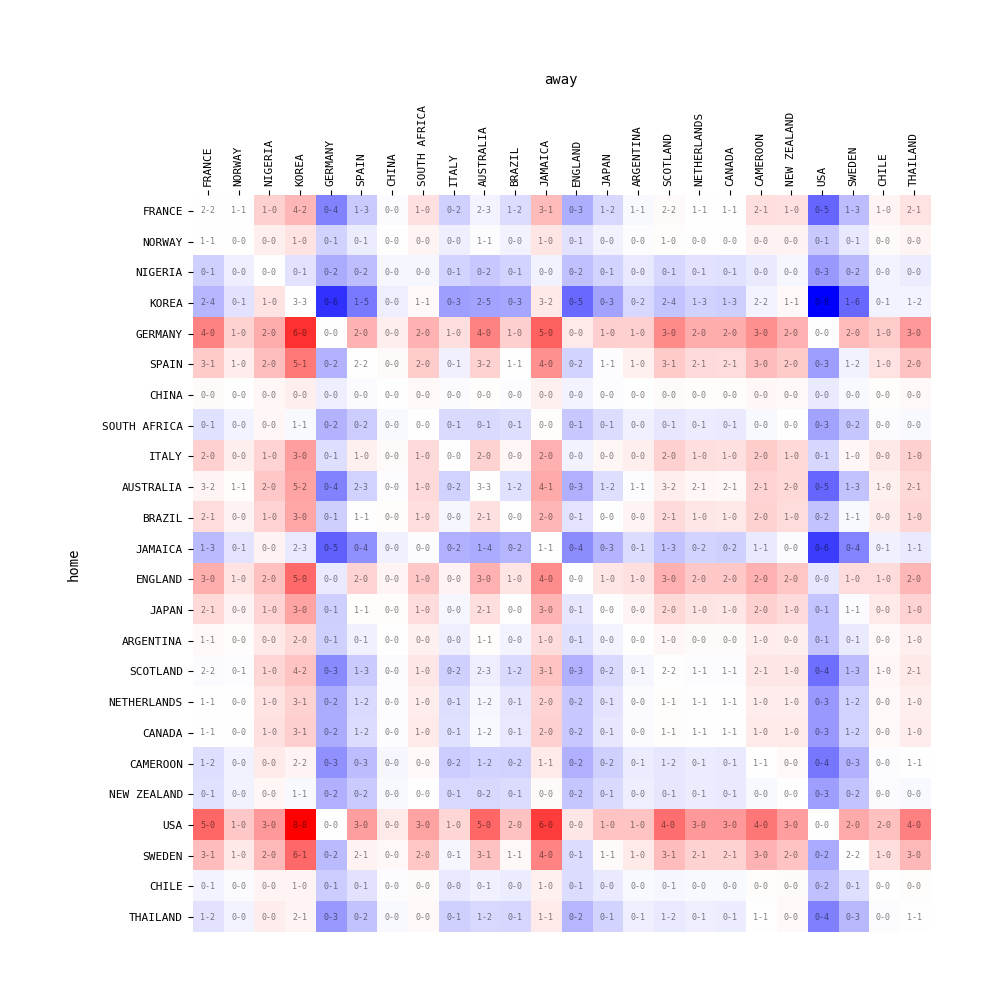 away
FRANCE NORWAY NIGERIA KOREA GERMANY SPAIN CHINA SOUTH AFRICA ITALY AUSTRALIA BRAZIL JAMAICA ENGLAND JAPAN ARGENTINA SCOTLAND NETHERLANDS CANADA CAMEROON NEW ZEALAND USA SWEDEN CHILE THAILAND
FRANCE 2-2 1-1 1-0 4-2 0-4 1-3 0-0 1-0 0-2 2-3 1-2 3-1 0-3 1-2 1-1 2-2 1-1 1-1 2-1 1-0 0-5 1-3 1-0 2-1
NORWAY 1-1 0-0 0-0 1-0 0-1 0-1 0-0 0-0 0-0 1-1 0-0 1-0 0-1 0-0 0-0 1-0 0-0 0-0 0-0 0-0 0-1 0-1 0-0 0-0
NIGERIA 0-1 0-0 0-0 0-1 0-2 0-2 0-0 0-0 0-1 0-2 0-1 0-0 0-2 0-1 0-0 0-1 0-1 0-1 0-0 0-0 0-3 0-2 0-0 0-0
KOREA 2-4 0-1 1-0 3-3 0-6 1-5 0-0 1-1 0-3 2-5 0-3 3-2 0-5 0-3 0-2 2-4 1-3 1-3 2-2 1-1 0-8 1-6 0-1 1-2
GERMANY 4-0 1-0 2-0 6-0 0-0 2-0 0-0 2-0 1-0 4-0 1-0 5-0 0-0 1-0 1-0 3-0 2-0 2-0 3-0 2-0 0-0 2-0 1-0 3-0
SPAIN 3-1 1-0 2-0 5-1 0-2 2-2 0-0 2-0 0-1 3-2 1-1 4-0 0-2 1-1 1-0 3-1 2-1 2-1 3-0 2-0 0-3 1-2 1-0 2-0
CHINA 0-0 0-0 0-0 0-0 0-0 0-0 0-0 0-0 0-0 0-0 0-0 0-0 0-0 0-0 0-0 0-0 0-0 0-0 0-0 0-0 0-0 0-0 0-0 0-0
SOUTH AFRICA 0-1 0-0 0-0 1-1 0-2 0-2 0-0 0-0 0-1 0-1 0-1 0-0 0-1 0-1 0-0 0-1 0-1 0-1 0-0 0-0 0-3 0-2 0-0 0-0
ITALY 2-0 0-0 1-0 3-0 0-1 1-0 0-0 1-0 0-0 2-0 0-0 2-0 0-0 0-0 0-0 2-0 1-0 1-0 2-0 1-0 0-1 1-0 0-0 1-0
AUSTRALIA 3-2 1-1 2-0 5-2 0-4 2-3 0-0 1-0 0-2 3-3 1-2 4-1 0-3 1-2 1-1 3-2 2-1 2-1 2-1 2-0 0-5 1-3 1-0 2-1
BRAZIL 2-1 0-0 1-0 3-0 0-1 1-1 0-0 1-0 0-0 2-1 0-0 2-0 0-1 0-0 0-0 2-1 1-0 1-0 2-0 1-0 0-2 1-1 0-0 1-0
home
JAMAICA 1-3 0-1 0-0 2-3 0-5 0-4 0-0 0-0 0-2 1-4 0-2 1-1 0-4 0-3 0-1 1-3 0-2 0-2 1-1 0-0 0-6 0-4 0-1 1-1
ENGLAND 3-0 1-0 2-0 5-0 0-0 2-0 0-0 1-0 0-0 3-0 1-0 4-0 0-0 1-0 1-0 3-0 2-0 2-0 2-0 2-0 0-0 1-0 1-0 2-0
JAPAN 2-1 0-0 1-0 3-0 0-1 1-1 0-0 1-0 0-0 2-1 0-0 3-0 0-1 0-0 0-0 2-0 1-0 1-0 2-0 1-0 0-1 1-1 0-0 1-0
ARGENTINA 1-1 0-0 0-0 2-0 0-1 0-1 0-0 0-0 0-0 1-1 0-0 1-0 0-1 0-0 0-0 1-0 0-0 0-0 1-0 0-0 0-1 0-1 0-0 1-0
SCOTLAND 2-2 0-1 1-0 4-2 0-3 1-3 0-0 1-0 0-2 2-3 1-2 3-1 0-3 0-2 0-1 2-2 1-1 1-1 2-1 1-0 0-4 1-3 1-0 2-1
NETHERLANDS 1-1 0-0 1-0 3-1 0-2 1-2 0-0 1-0 0-1 1-2 0-1 2-0 0-2 0-1 0-0 1-1 1-1 1-1 1-0 1-0 0-3 1-2 0-0 1-0
CANADA 1-1 0-0 1-0 3-1 0-2 1-2 0-0 1-0 0-1 1-2 0-1 2-0 0-2 0-1 0-0 1-1 1-1 1-1 1-0 1-0 0-3 1-2 0-0 1-0
CAMEROON 1-2 0-0 0-0 2-2 0-3 0-3 0-0 0-0 0-2 1-2 0-2 1-1 0-2 0-2 0-1 1-2 0-1 0-1 1-1 0-0 0-4 0-3 0-0 1-1
NEW ZEALAND 0-1 0-0 0-0 1-1 0-2 0-2 0-0 0-0 0-1 0-2 0-1 0-0 0-2 0-1 0-0 0-1 0-1 0-1 0-0 0-0 0-3 0-2 0-0 0-0
USA 5-0 1-0 3-0 8-0 0-0 3-0 0-0 3-0 1-0 5-0 2-0 6-0 0-0 1-0 1-0 4-0 3-0 3-0 4-0 3-0 0-0 2-0 2-0 4-0
SWEDEN 3-1 1-0 2-0 6-1 0-2 2-1 0-0 2-0 0-1 3-1 1-1 4-0 0-1 1-1 1-0 3-1 2-1 2-1 3-0 2-0 0-2 2-2 1-0 3-0
CHILE 0-1 0-0 0-0 1-0 0-1 0-1 0-0 0-0 0-0 0-1 0-0 1-0 0-1 0-0 0-0 0-1 0-0 0-0 0-0 0-0 0-2 0-1 0-0 0-0
THAILAND 1-2 0-0 0-0 2-1 0-3 0-2 0-0 0-0 0-1 1-2 0-1 1-1 0-2 0-1 0-1 1-2 0-1 0-1 1-1 0-0 0-4 0-3 0-0 1-1